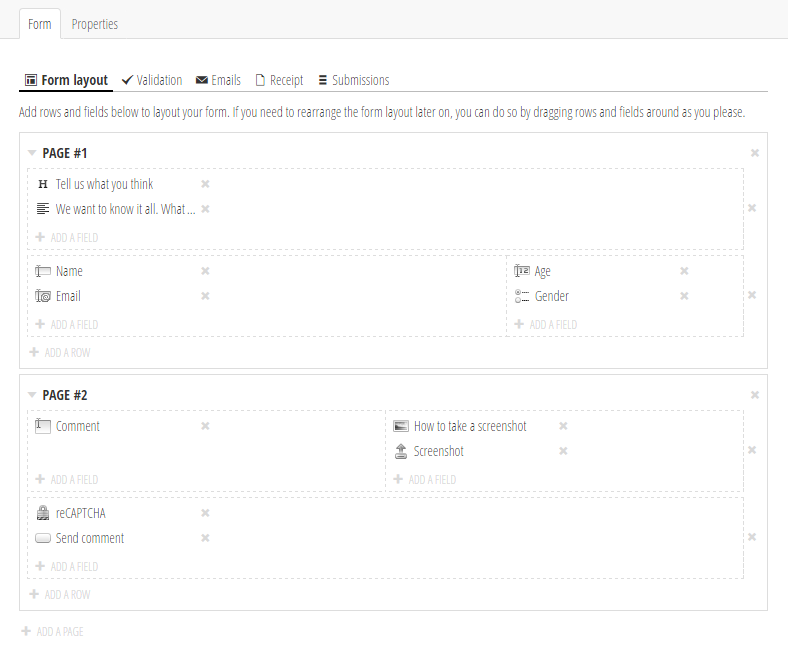 Form Properties
Form layout Validation Emails Receipt Submissions
Add rows and fields below to layout your form. If you need to rearrange the form layout later on, you can do so by dragging rows and fields around as you please.
PAGE #1
H Tell us what you think
We want to know it all. What ...
ADD A FIELD
Name
Email
ADD A FIELD
Age
Gender
ADD A FIELD
ADD A ROW
PAGE #2
Comment
ADD A FIELD
How to take a screenshot
Screenshot
ADD A FIELD
reCAPTCHA
Send comment
ADD A FIELD
ADD A ROW
ADD A PAGE